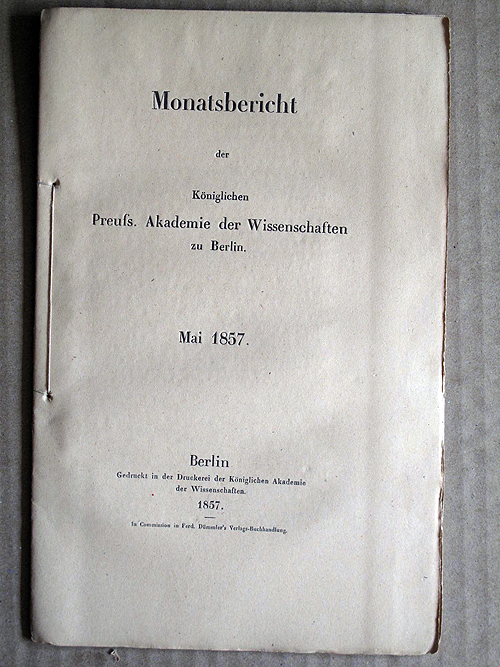 Monatsbericht
der
Königlichen
Preuſs. Akademie der Wissenschaften
zu Berlin.
Mai 1857.
Berlin
Gedruckt in der Druckerei der Königlichen Akademie
der Wissenschaften.
1857.
In Commission in Ferd. Dümmler's Verlags-Buchhandlung.